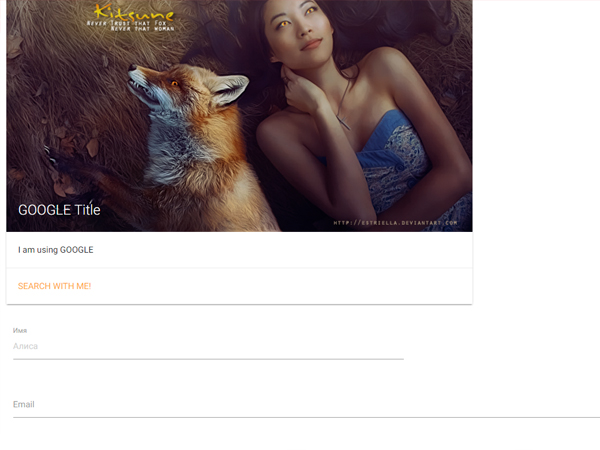 Kitsune
Never Trust that Fox
Never that woman
GOOGLE Title
HTTP://ESTRIELLA.DEVIANTART.COM
I am using GOOGLE
SEARCH WITH ME!
Имя
Алиса
Email